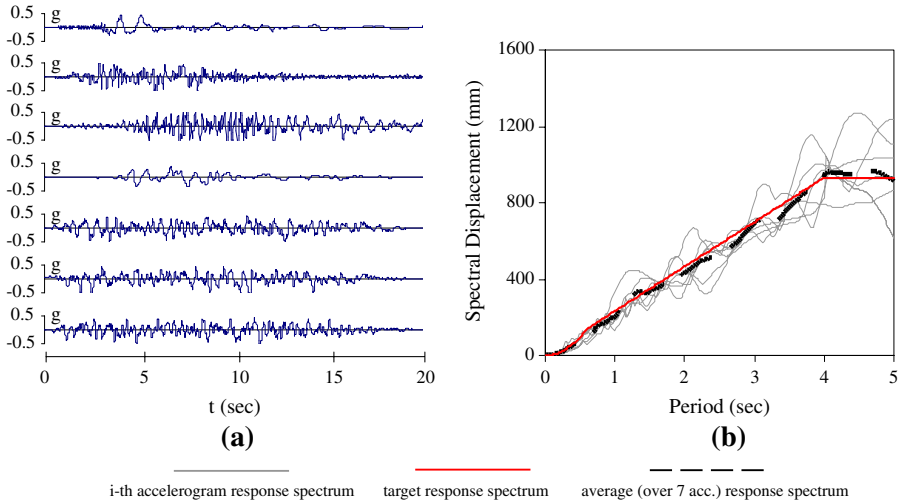 0.5
g
-0.5
0.5
g
-0.5
0.5
g
-0.5
0.5
g
-0.5
0.5
g
-0.5
0.5
g
-0.5
0.5
g
-0.5
0 5 10 15 20
t (sec)
(a)
1600
1200
800
400
0
Spectral Displacement (mm)
0 1 2 3 4 5
Period (sec)
(b)
i-th accelerogram response spectrum
target response spectrum
average (over 7 acc.) response spectrum